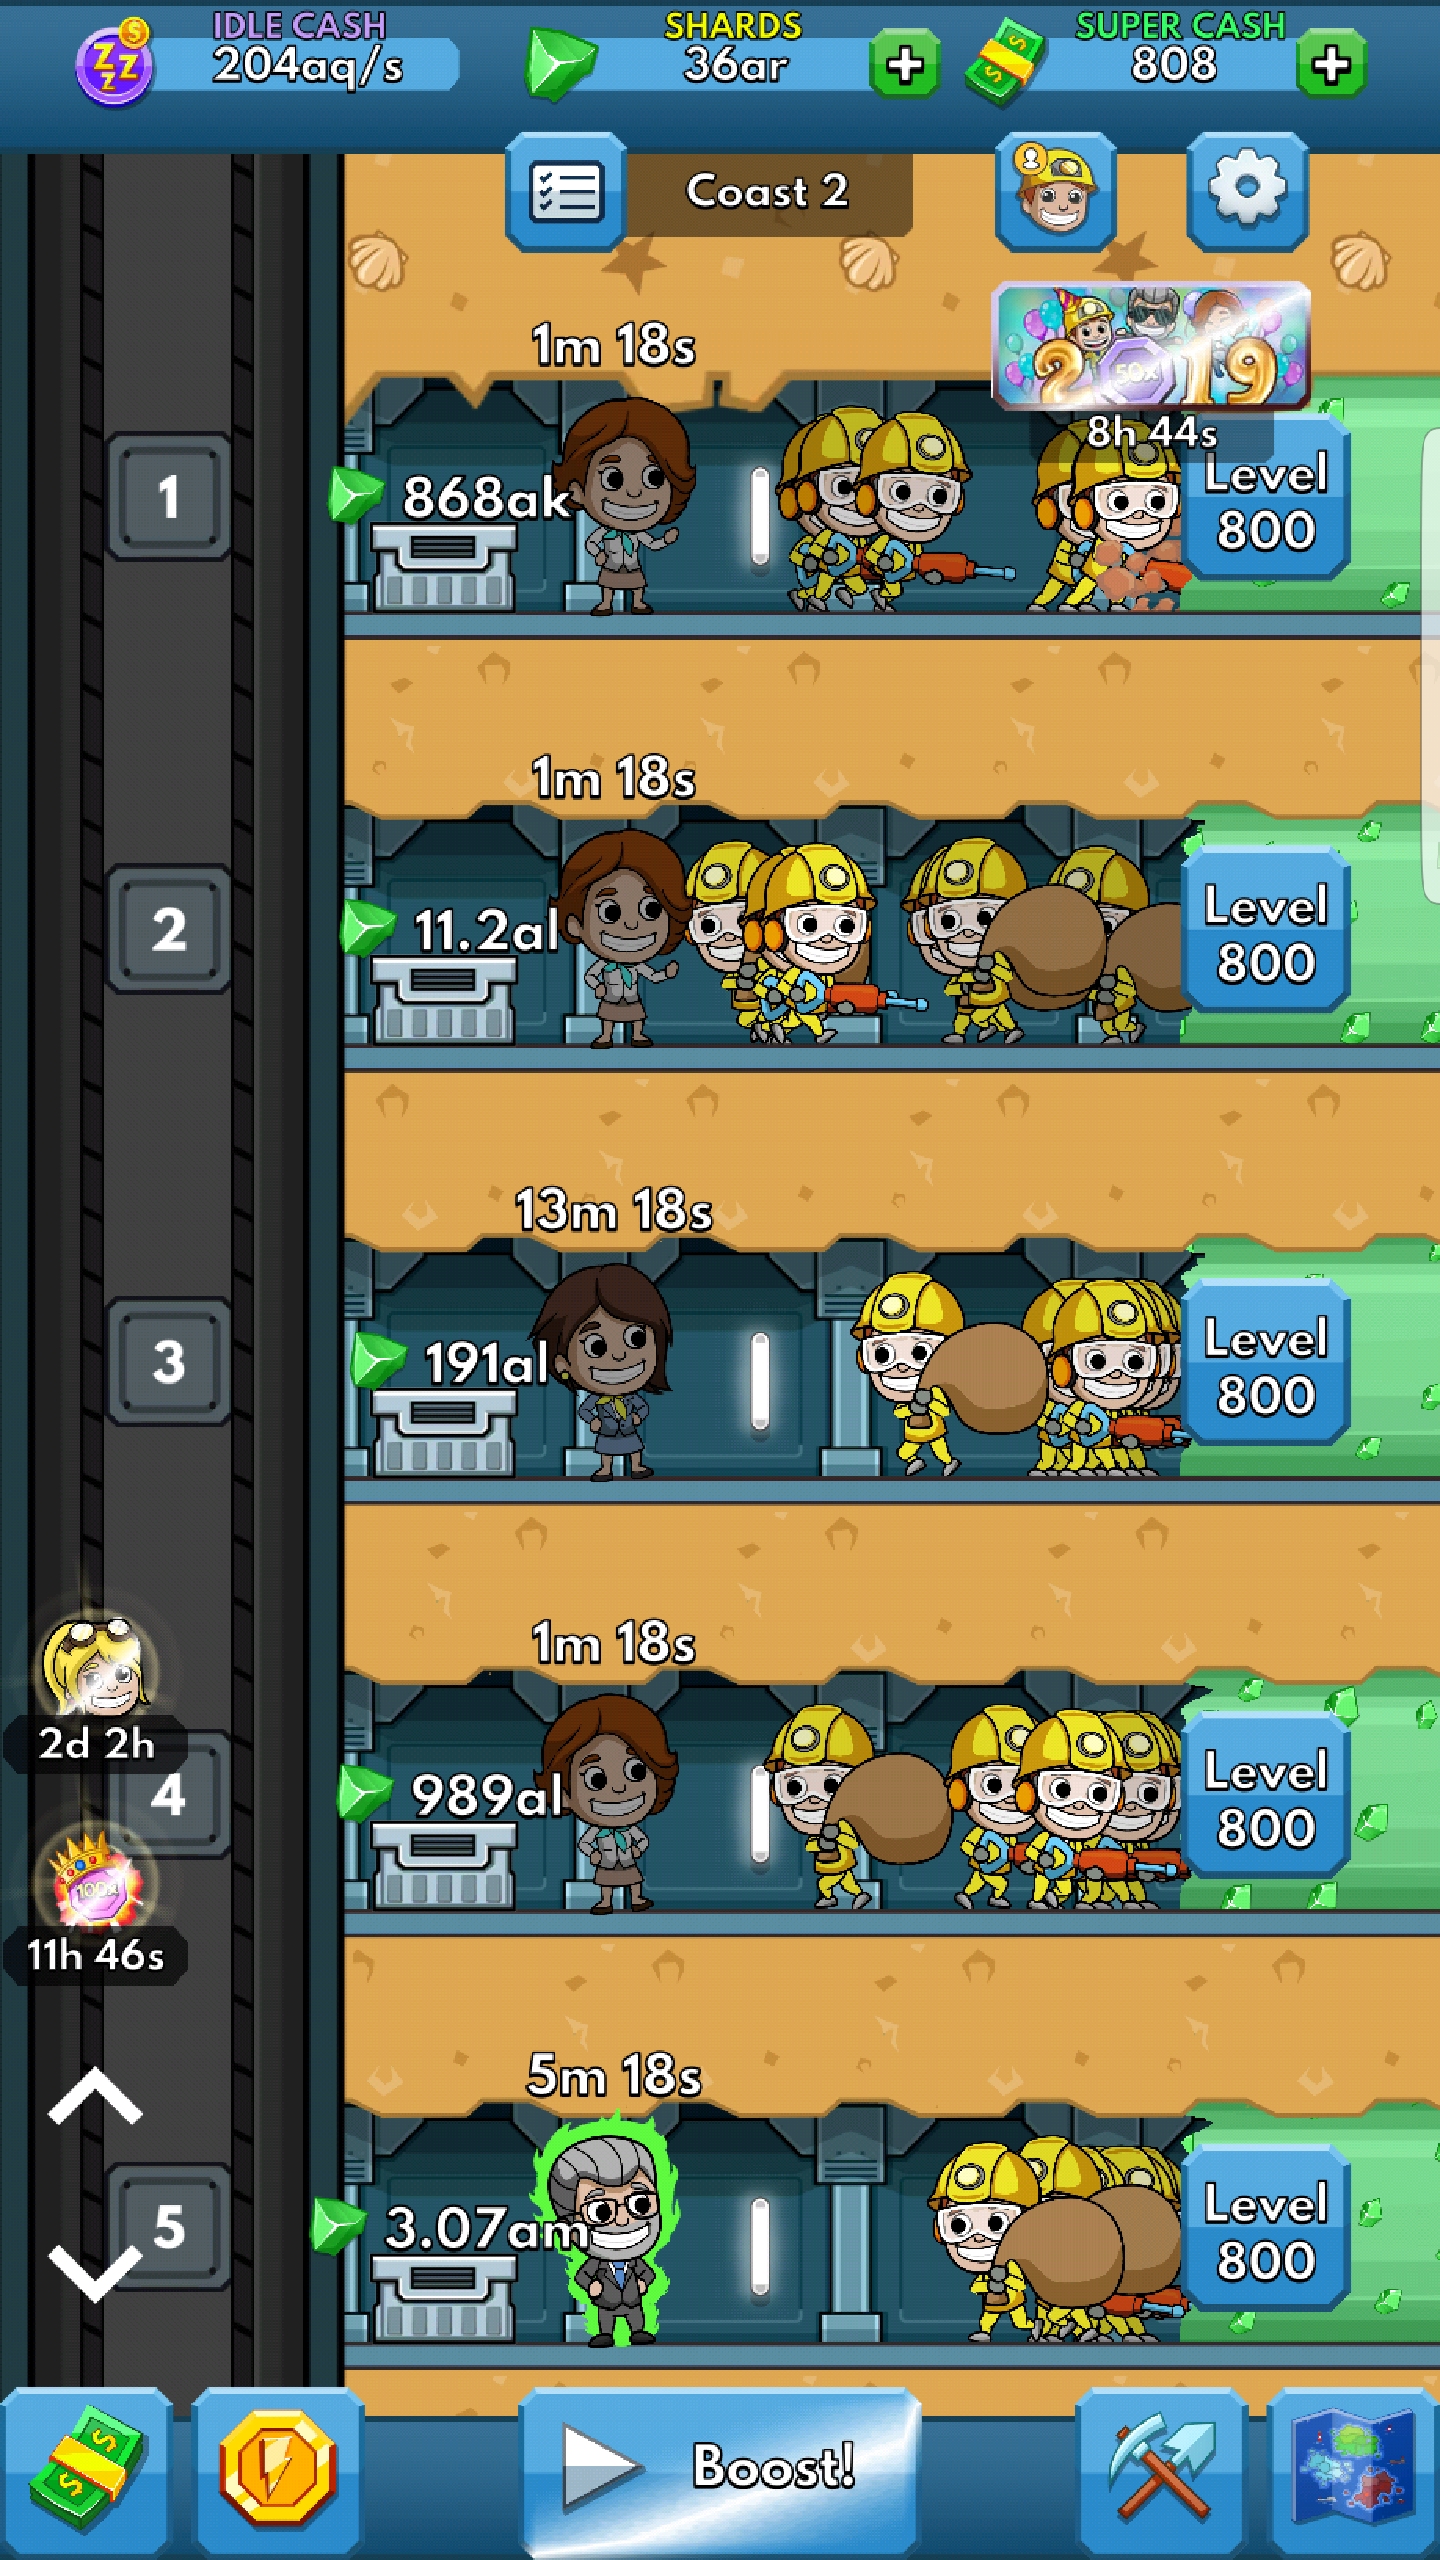 IDLE CASH
204aq/s
SHARDS
36ar
SUPER CASH
808
Coast 2
2019
50x
8h 44s
1m 18s
1
868ak
Level
800
1m 18s
2
11.2al
Level
800
13m 18s
3
191al
Level
800
1m 18s
2d 2h
4
989al
Level
800
100x
11h 46s
5m 18s
5
3.07am
Level
800
Boost!